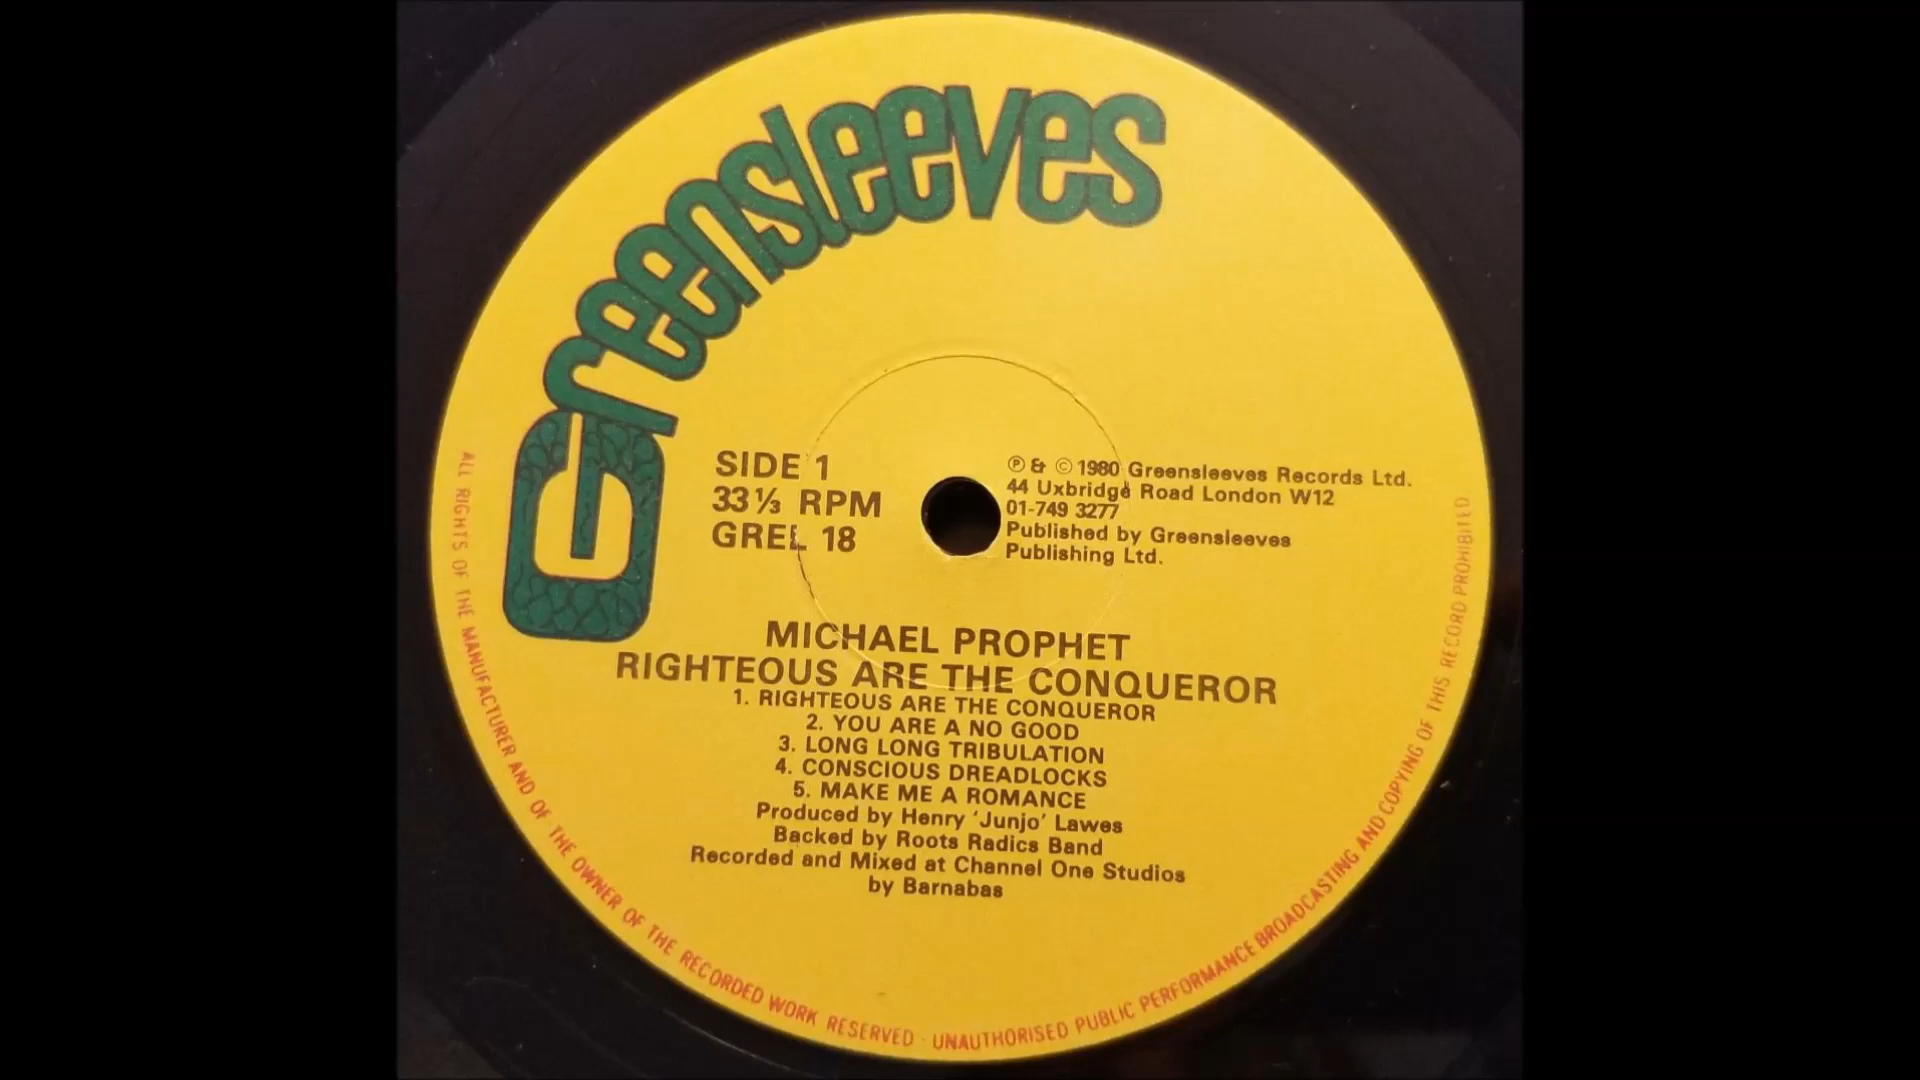 Greensleeves
SIDE 1
33⅓ RPM
GREL 18
℗ & © 1980 Greensleeves Records Ltd.
44 Uxbridge Road London W12
01-749 3277
Published by Greensleeves
Publishing Ltd.
MICHAEL PROPHET
RIGHTEOUS ARE THE CONQUEROR
1. RIGHTEOUS ARE THE CONQUEROR
2. YOU ARE A NO GOOD
3. LONG LONG TRIBULATION
4. CONSCIOUS DREADLOCKS
5. MAKE ME A ROMANCE
Produced by Henry 'Junjo' Lawes
Backed by Roots Radics Band
Recorded and Mixed at Channel One Studios
by Barnabas
ALL RIGHTS OF THE MANUFACTURER AND OF THE OWNER OF THE RECORDED WORK RESERVED · UNAUTHORISED PUBLIC PERFORMANCE BROADCASTING AND COPYING OF THIS RECORD PROHIBITED